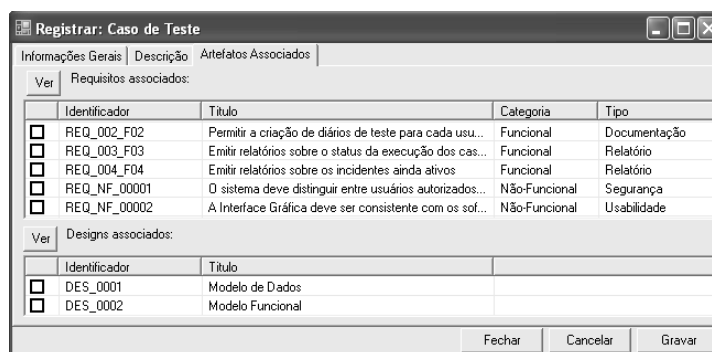 Registrar: Caso de Teste
Informações Gerais Descrição Artefatos Associados
Ver Requisitos associados:
Identificador Titulo Categoria Tipo
REQ_002_F02 Permitir a criação de diários de teste para cada usu... Funcional Documentação
REQ_003_F03 Emitir relatórios sobre o status da execução dos cas... Funcional Relatório
REQ_004_F04 Emitir relatórios sobre os incidentes ainda ativos Funcional Relatório
REQ_NF_00001 O sistema deve distinguir entre usuários autorizados... Não-Funcional Segurança
REQ_NF_00002 A Interface Gráfica deve ser consistente com os sof... Não-Funcional Usabilidade
Ver Designs associados:
Identificador Titulo
DES_0001 Modelo de Dados
DES_0002 Modelo Funcional
Fechar Cancelar Gravar